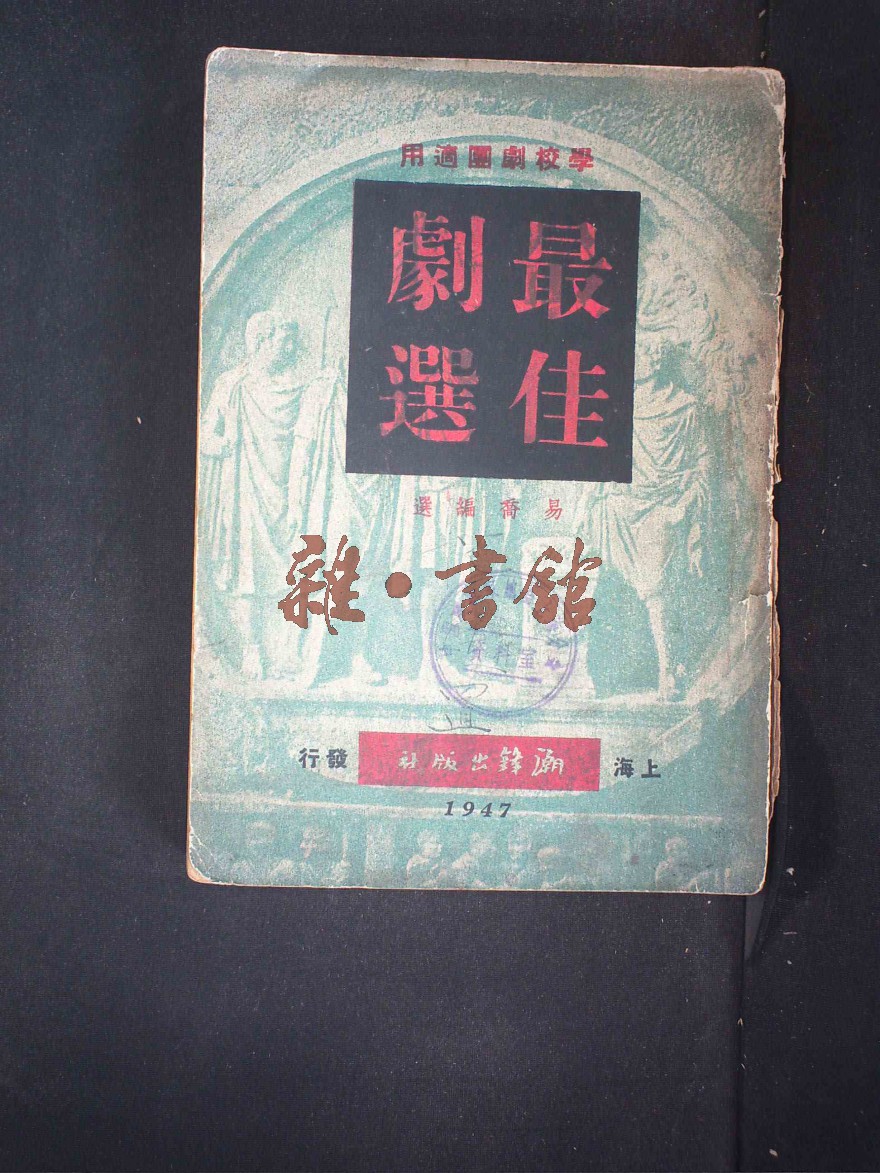 學校劇團適用
最佳
劇選
易喬編選
雜·書館
上海
潮鋒出版社
發行
1947